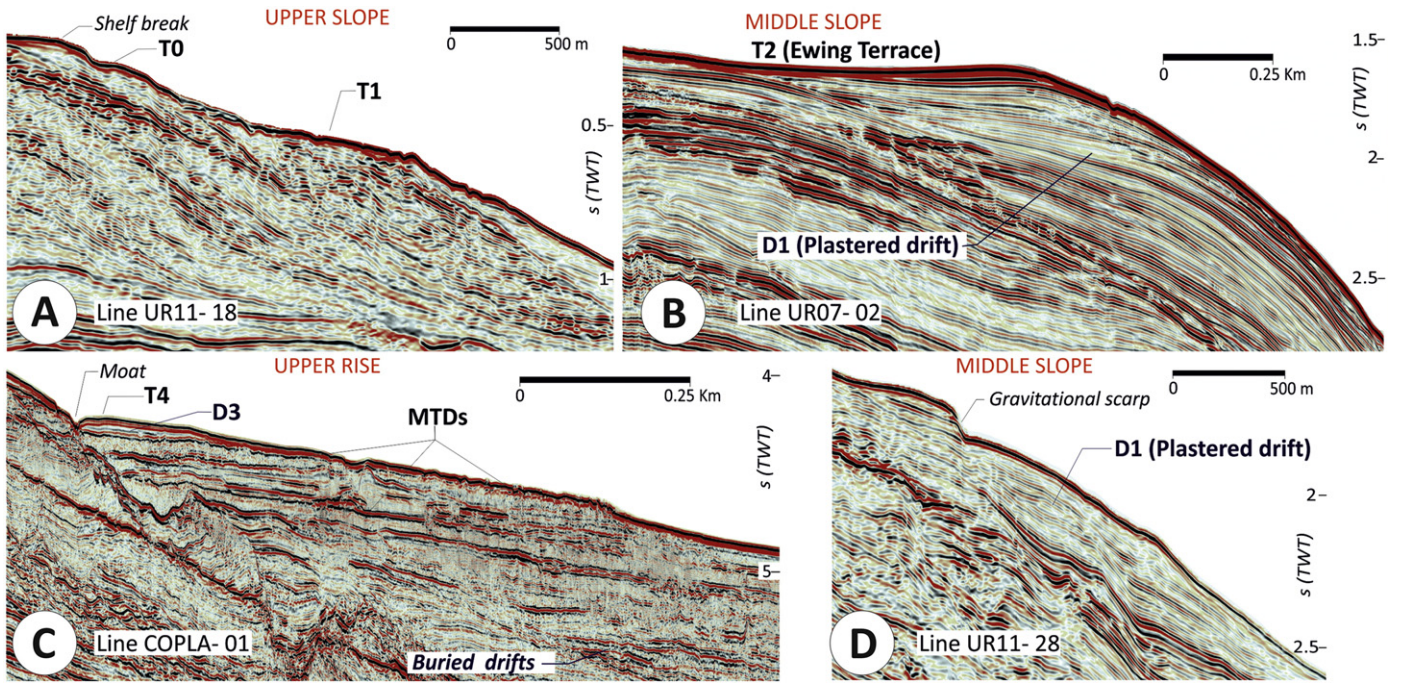 UPPER SLOPE
Shelf break
T0
T1
0
500 m
0.5
s (TWT)
1
A
Line UR11- 18
MIDDLE SLOPE
T2 (Ewing Terrace)
0
0.25 Km
1.5
s (TWT)
2
D1 (Plastered drift)
2.5
B
Line UR07- 02
UPPER RISE
Moat
T4
D3
MTDs
0
0.25 Km
4
s (TWT)
5
C
Line COPLA- 01
Buried drifts
MIDDLE SLOPE
0
500 m
Gravitational scarp
D1 (Plastered drift)
2
s (TWT)
2.5
D
Line UR11- 28